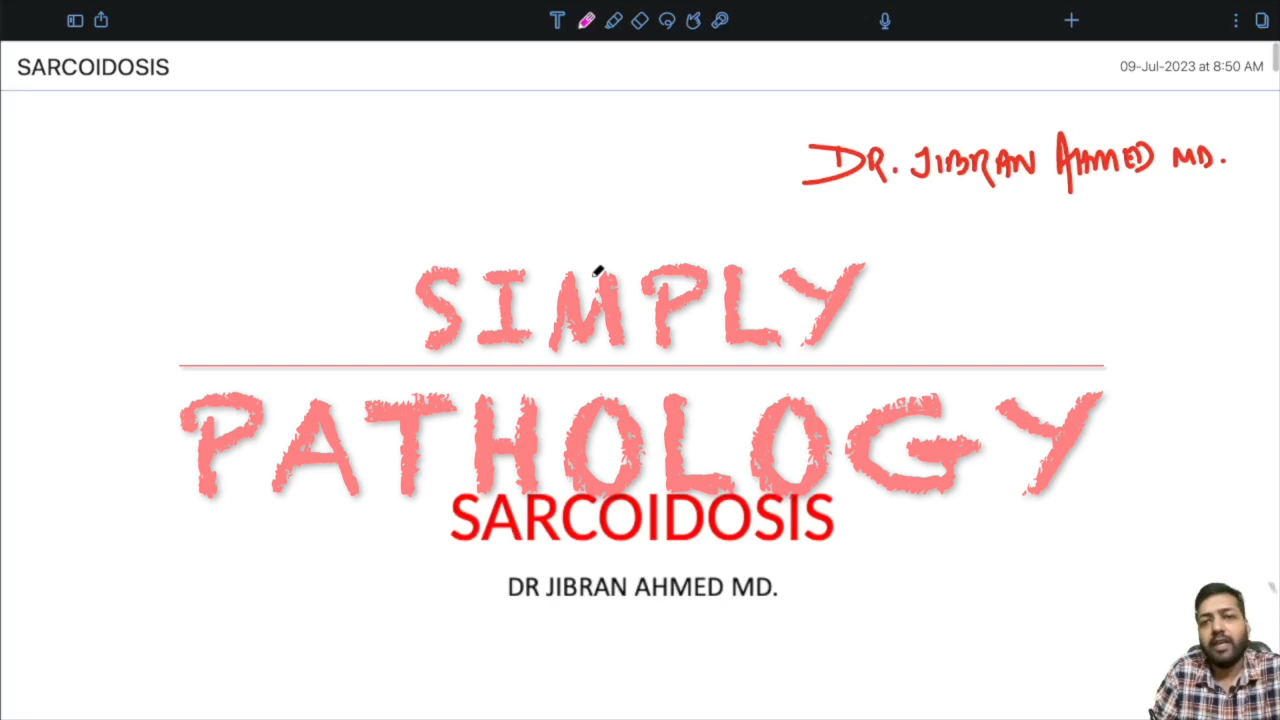 SARCOIDOSIS
09-Jul-2023 at 8:50 AM
DR. JIBRAN AHMED MD.
SIMPLY
PATHOLOGY
SARCOIDOSIS
DR JIBRAN AHMED MD.